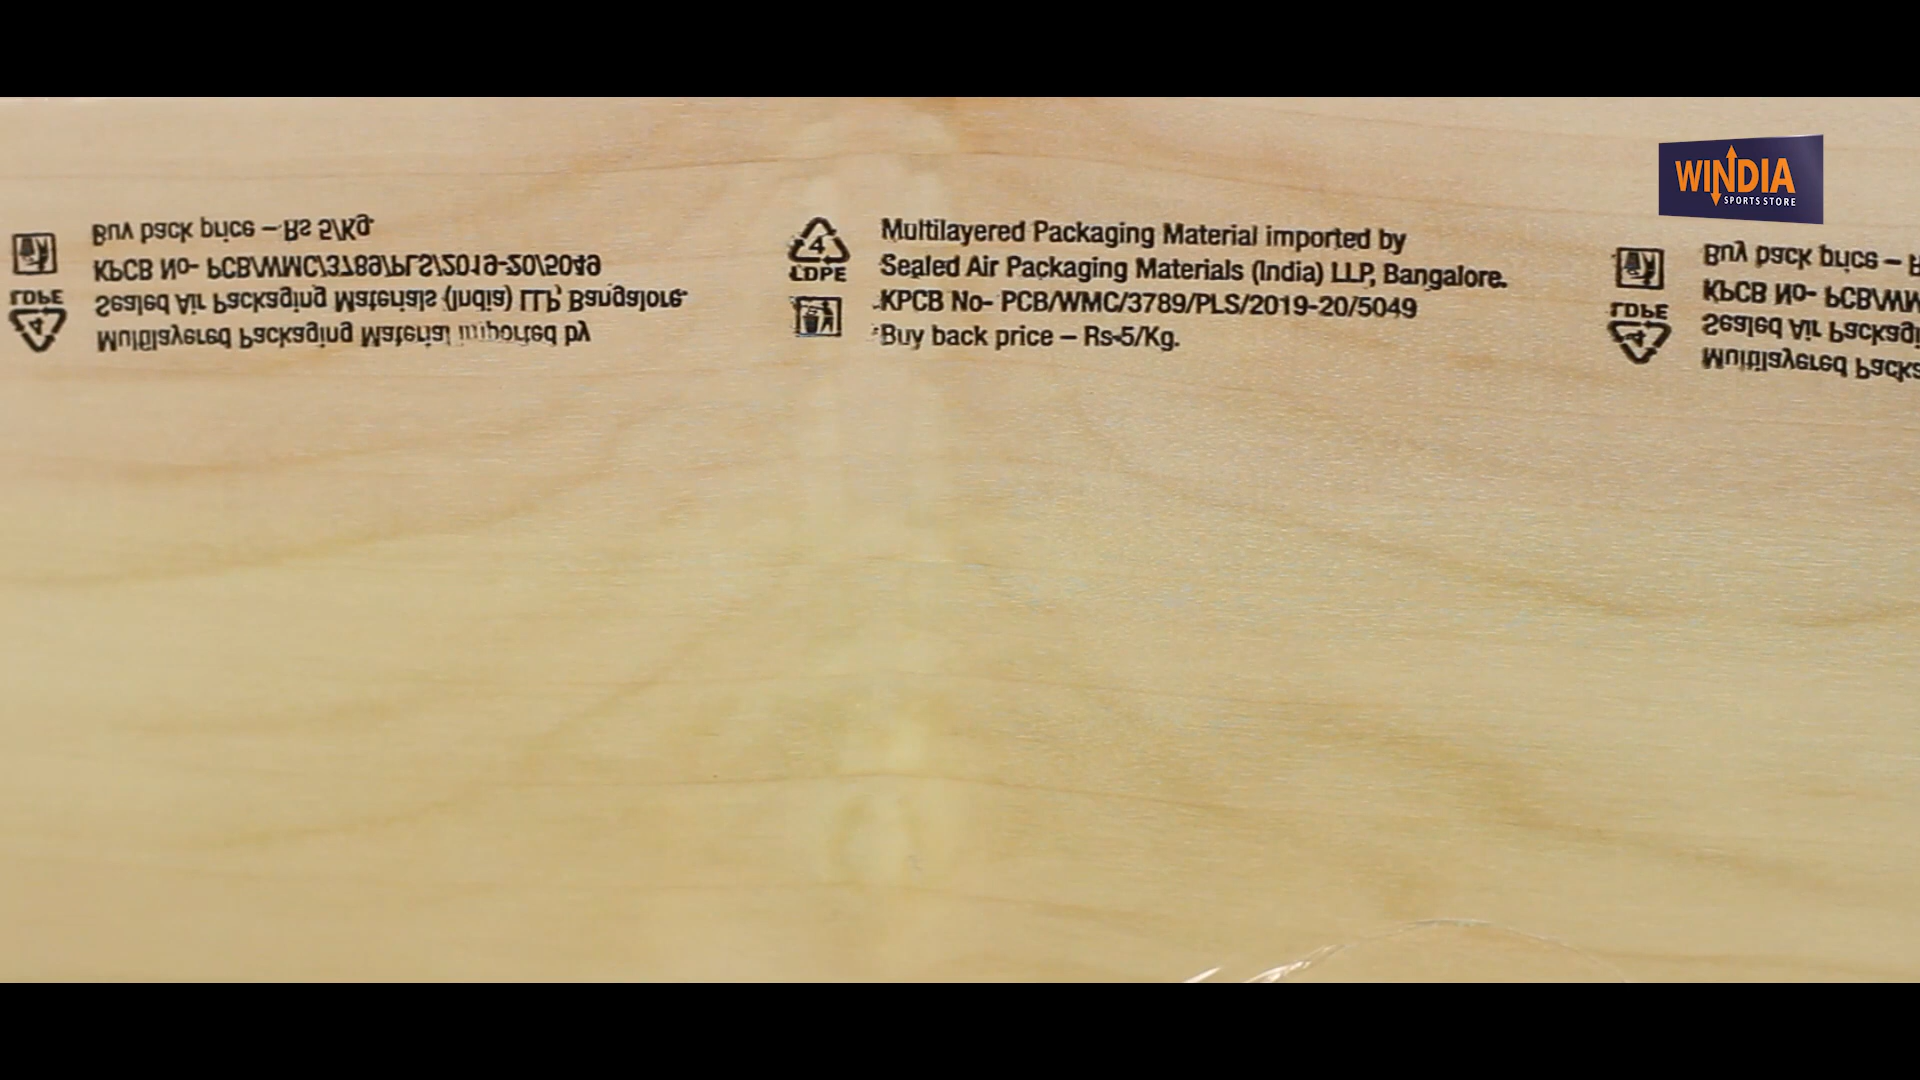 WINDIA
SPORTS STORE
Buy back price – Rs 5/Kg.
KPCB No- PCB/WMC/3789/PLS/2019-20/5049
Sealed Air Packaging Materials (India) LLP, Bangalore.
Multilayered Packaging Material imported by
LDPE
4
4
LDPE
Multilayered Packaging Material imported by
Sealed Air Packaging Materials (India) LLP, Bangalore.
KPCB No- PCB/WMC/3789/PLS/2019-20/5049
Buy back price – Rs-5/Kg.
Buy back price –
KPCB No- PCB/WM
Sealed Air Packagi
Multilayered Packa
LDPE
4